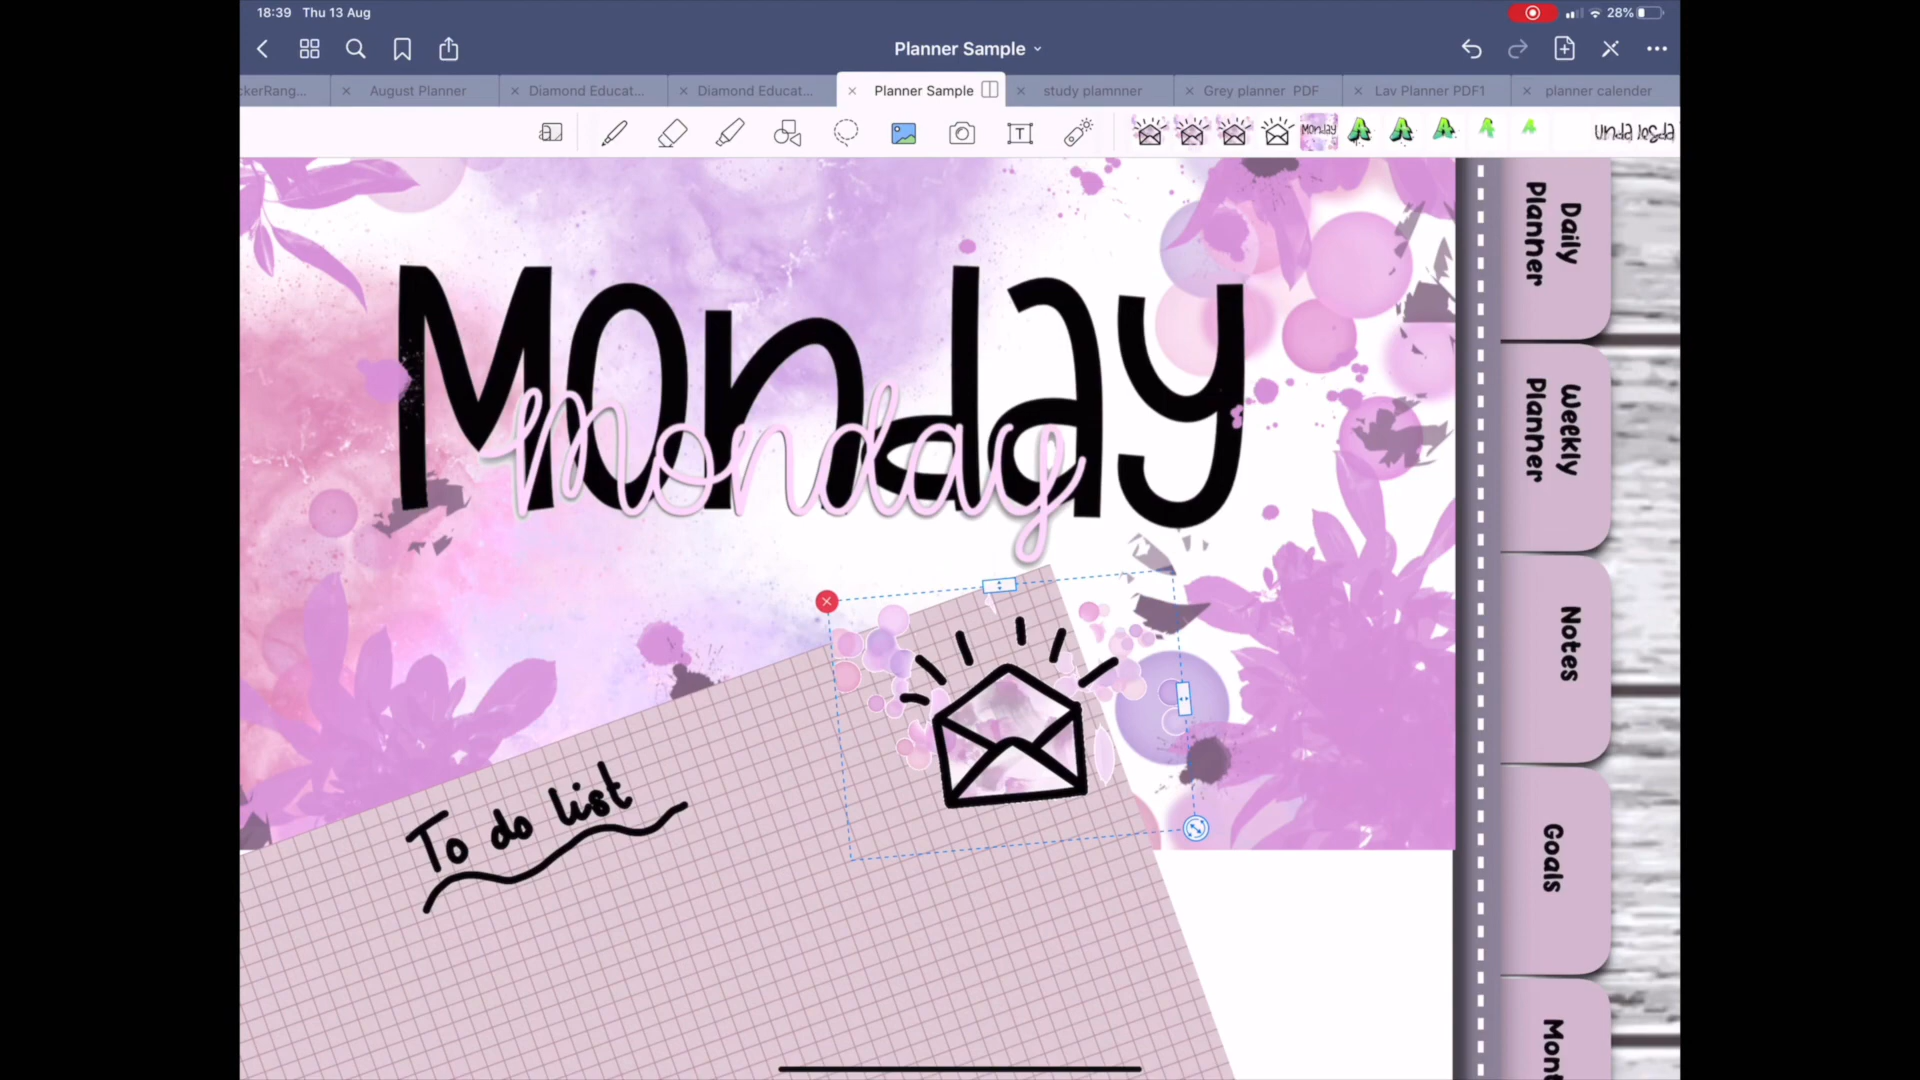 18:39 Thu 13 Aug
28%
Planner Sample
ckerRang...
August Planner
Diamond Educat...
Diamond Educat...
Planner Sample
study plamnner
Grey planner PDF
Lav Planner PDF1
planner calender
T
Monday
Monday
Monday
To do list
Daily
Planner
Weekly
Planner
Notes
Goals
Mont